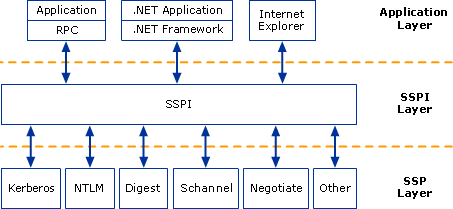 Application
RPC
.NET Application
.NET Framework
Internet
Explorer
Application
Layer
SSPI
SSPI
Layer
Kerberos
NTLM
Digest
Schannel
Negotiate
Other
SSP
Layer